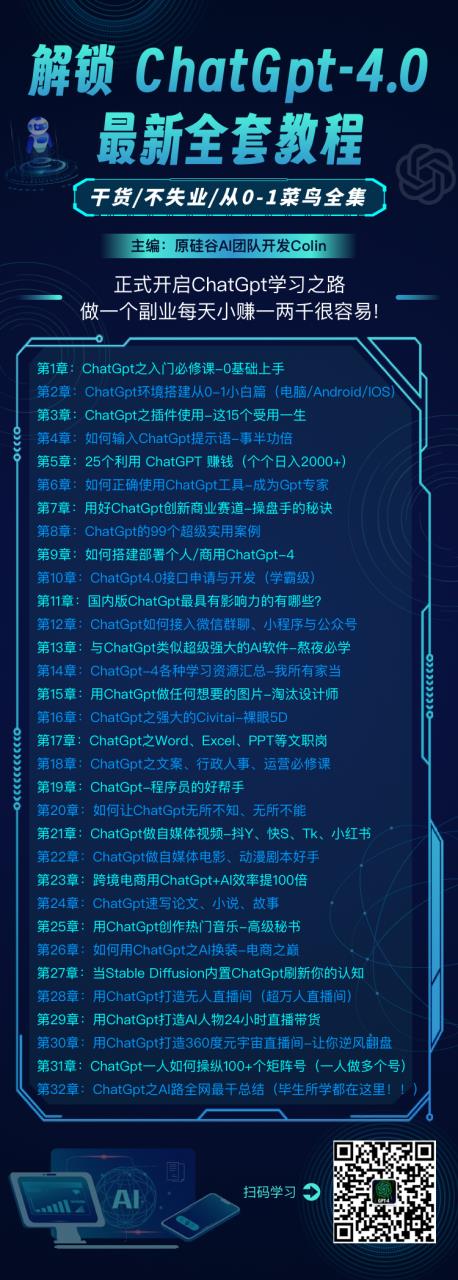 解锁 ChatGpt-4.0
最新全套教程
干货/不失业/从0-1菜鸟全集
主编：原硅谷AI团队开发Colin
正式开启ChatGpt学习之路
做一个副业每天小赚一两千很容易!
第1章：ChatGpt之入门必修课-0基础上手
第2章：ChatGpt环境搭建从0-1小白篇（电脑/Android/IOS）
第3章：ChatGpt之插件使用-这15个受用一生
第4章：如何输入ChatGpt提示语-事半功倍
第5章：25个利用 ChatGPT 赚钱（个个日入2000+）
第6章：如何正确使用ChatGpt工具-成为Gpt专家
第7章：用好ChatGpt创新商业赛道-操盘手的秘诀
第8章：ChatGpt的99个超级实用案例
第9章：如何搭建部署个人/商用ChatGpt-4
第10章：ChatGpt4.0接口申请与开发（学霸级）
第11章：国内版ChatGpt最具有影响力的有哪些?
第12章：ChatGpt如何接入微信群聊、小程序与公众号
第13章：与ChatGpt类似超级强大的AI软件-熬夜必学
第14章：ChatGpt-4各种学习资源汇总-我所有家当
第15章：用ChatGpt做任何想要的图片-淘汰设计师
第16章：ChatGpt之强大的Civitai-裸眼5D
第17章：ChatGpt之Word、Excel、PPT等文职岗
第18章：ChatGpt之文案、行政人事、运营必修课
第19章：ChatGpt-程序员的好帮手
第20章：如何让ChatGpt无所不知、无所不能
第21章：ChatGpt做自媒体视频-抖Y、快S、Tk、小红书
第22章：ChatGpt做自媒体电影、动漫剧本好手
第23章：跨境电商用ChatGpt+AI效率提100倍
第24章：ChatGpt速写论文、小说、故事
第25章：用ChatGpt创作热门音乐-高级秘书
第26章：如何用ChatGpt之AI换装-电商之巅
第27章：当Stable Diffusion内置ChatGpt刷新你的认知
第28章：用ChatGpt打造无人直播间（超万人直播间）
第29章：用ChatGpt打造AI人物24小时直播带货
第30章：用ChatGpt打造360度元宇宙直播间-让你逆风翻盘
第31章：ChatGpt一人如何操纵100+个矩阵号（一人做多个号）
第32章：ChatGpt之AI路全网最干总结（毕生所学都在这里！！）
AI
扫码学习
GPT-4